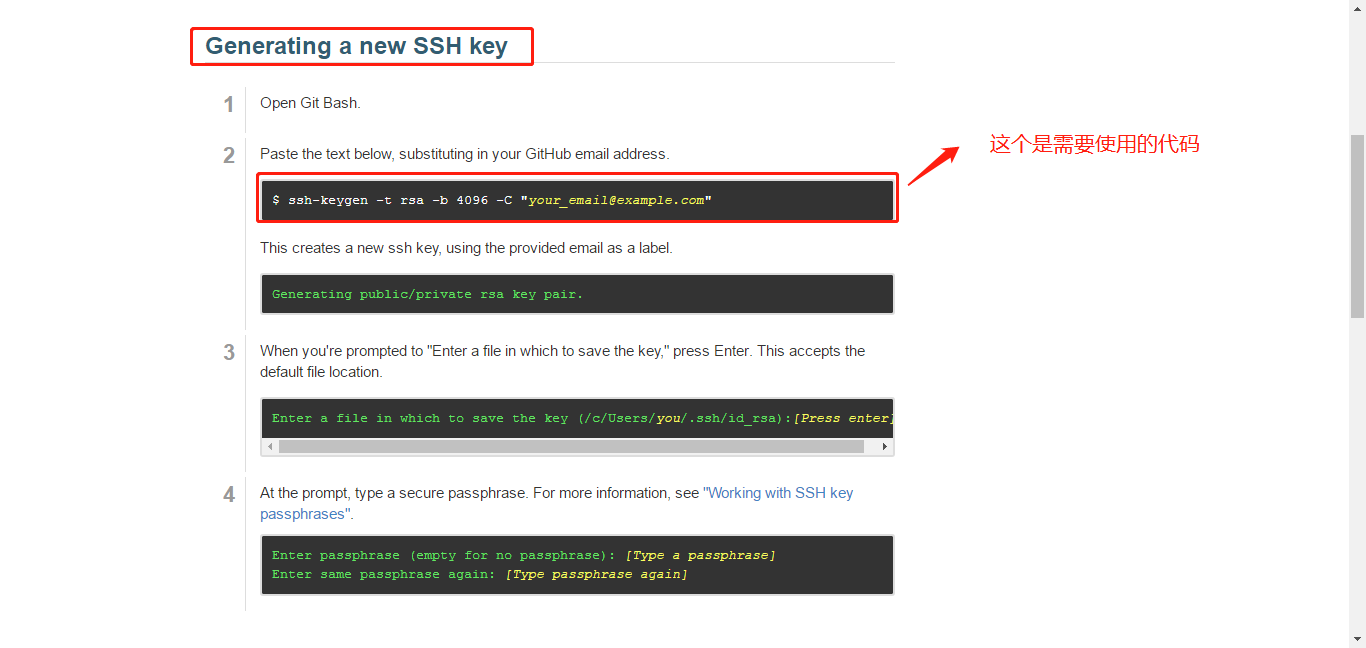 Generating a new SSH key
1
Open Git Bash.
2
Paste the text below, substituting in your GitHub email address.
这个是需要使用的代码
$ ssh-keygen -t rsa -b 4096 -C "your_email@example.com"
This creates a new ssh key, using the provided email as a label.
Generating public/private rsa key pair.
3
When you're prompted to "Enter a file in which to save the key," press Enter. This accepts the
default file location.
Enter a file in which to save the key (/c/Users/you/.ssh/id_rsa):[Press enter]
4
At the prompt, type a secure passphrase. For more information, see "Working with SSH key
passphrases".
Enter passphrase (empty for no passphrase): [Type a passphrase]
Enter same passphrase again: [Type passphrase again]